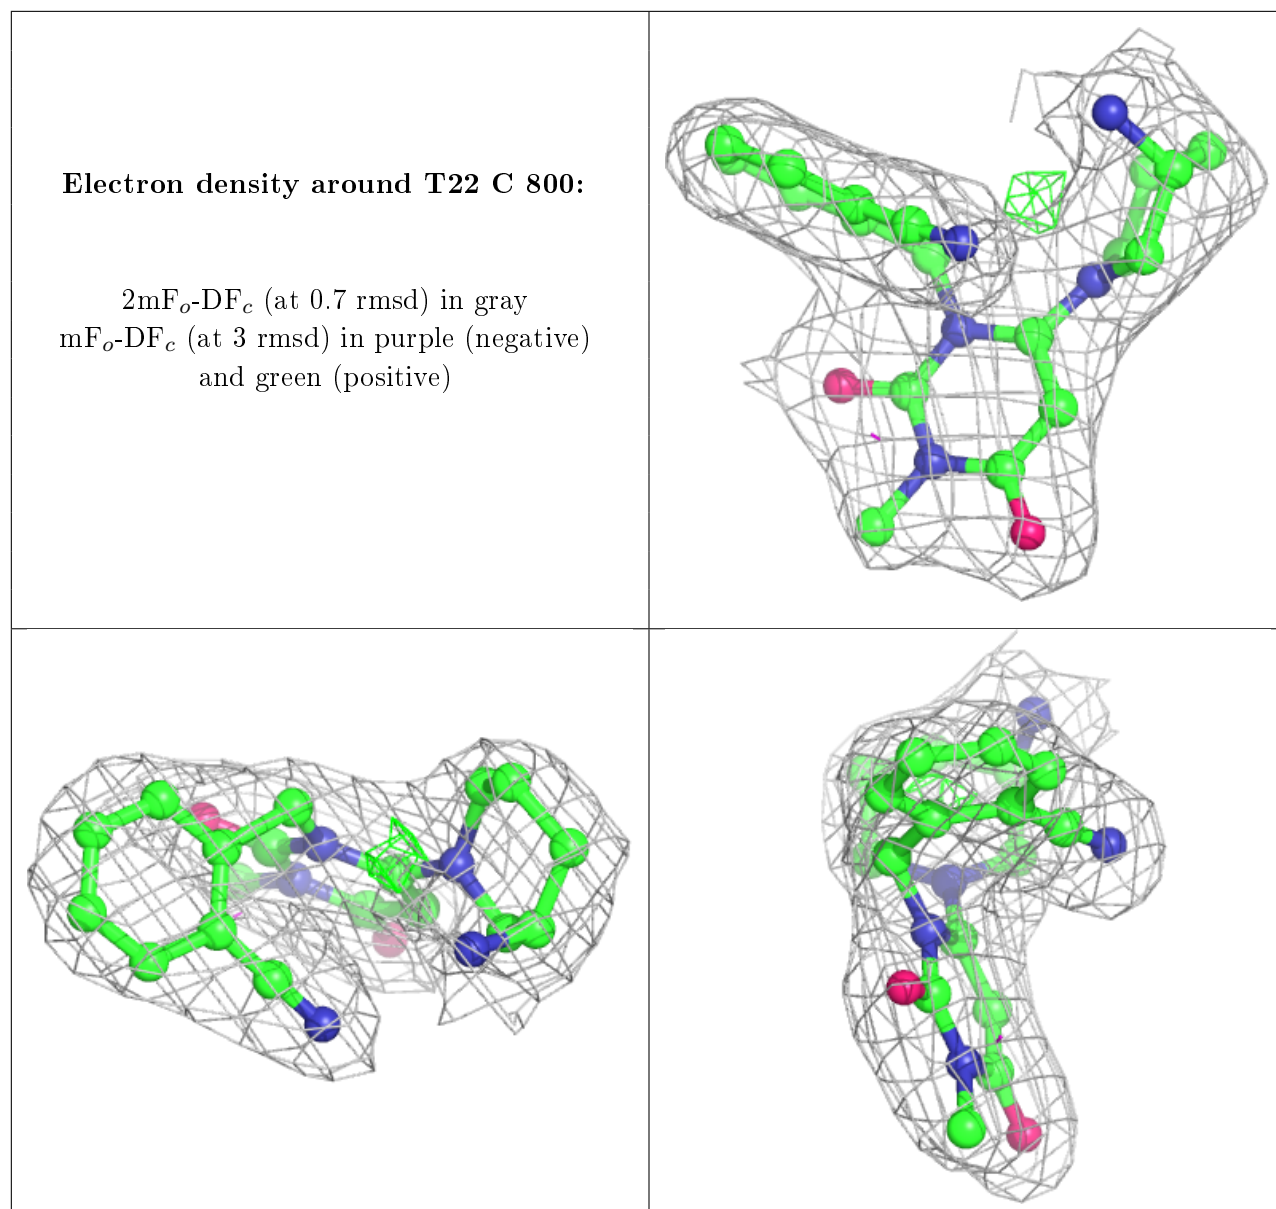 Electron density around T22 C 800:
2mFo-DFc (at 0.7 rmsd) in gray
mFo-DFc (at 3 rmsd) in purple (negative)
and green (positive)